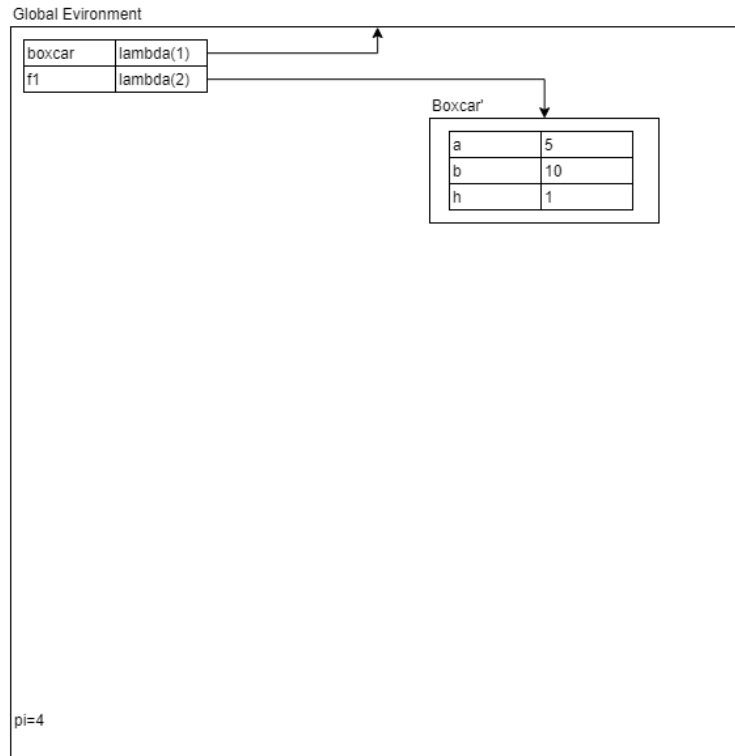 Global Evironment
boxcar lambda(1)
f1 lambda(2)
Boxcar'
a 5
b 10
h 1
pi=4